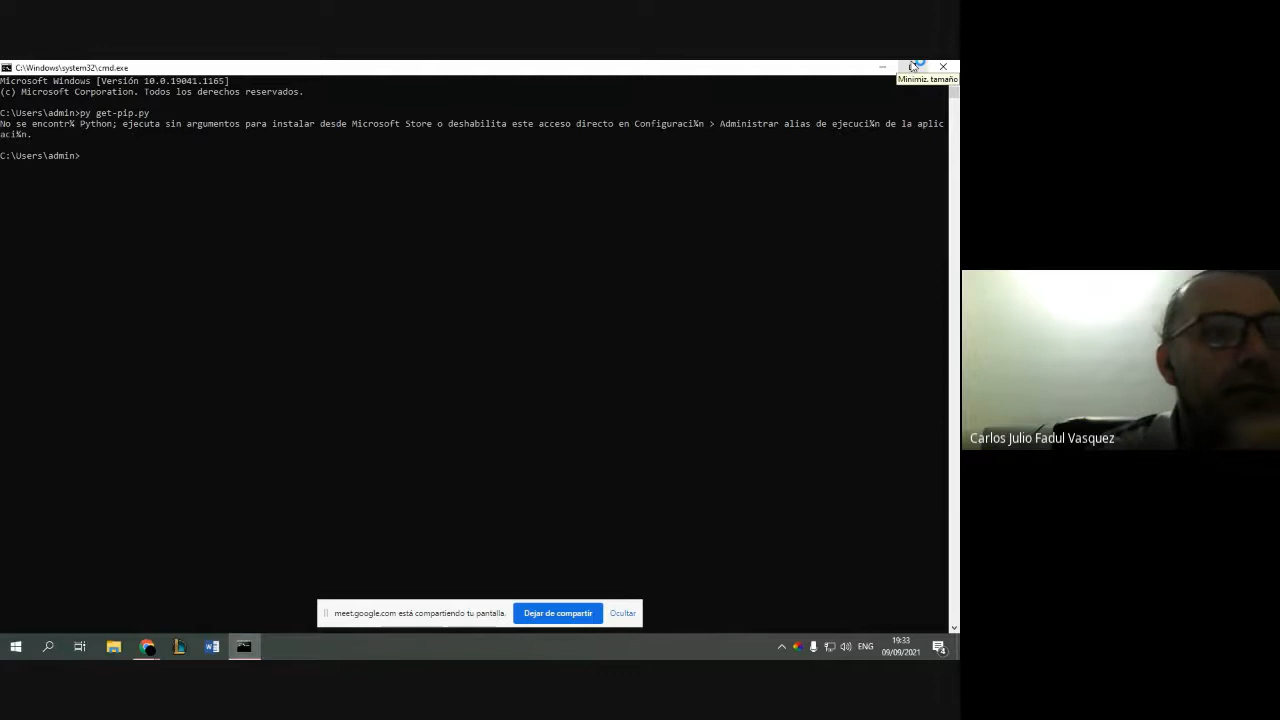 C:\Windows\system32\cmd.exe
Minimiz. tamaño
Microsoft Windows [Versión 10.0.19041.1165]
(c) Microsoft Corporation. Todos los derechos reservados.
C:\Users\admin>py get-pip.py
No se encontr% Python; ejecuta sin argumentos para instalar desde Microsoft Store o deshabilita este acceso directo en Configuraci%n > Administrar alias de ejecuci%n de la aplic
aci%n.
C:\Users\admin>
Carlos Julio Fadul Vasquez
meet.google.com está compartiendo tu pantalla.
Dejar de compartir
Ocultar
ENG
19:33
09/09/2021
4